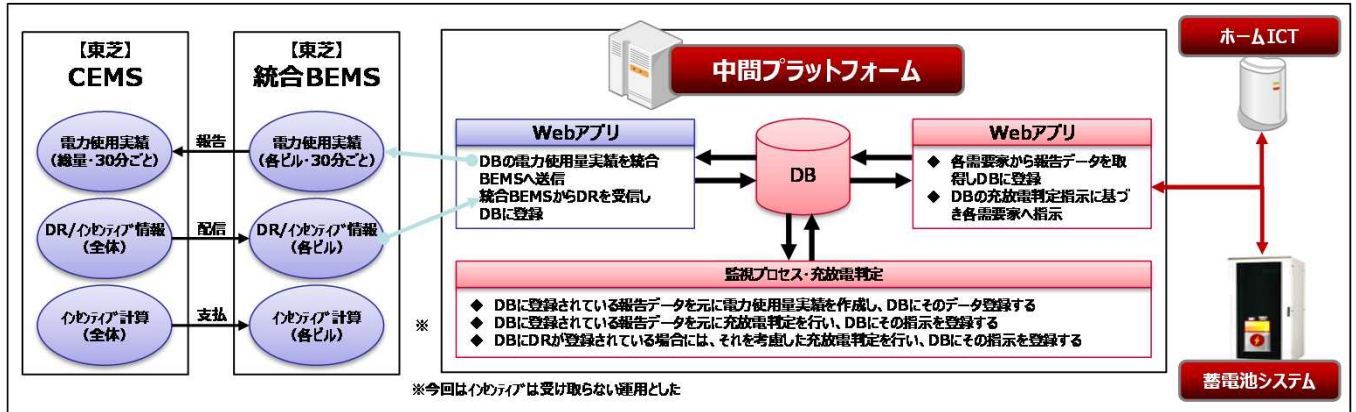 【東芝】
CEMS
電力使用実績
(総量・30分ごと)
DR/インセンティブ情報
(全体)
インセンティブ計算
(全体)
報告
配信
支払
【東芝】
統合BEMS
電力使用実績
(各ビル・30分ごと)
DR/インセンティブ情報
(各ビル)
インセンティブ計算
(各ビル)
※
中間プラットフォーム
Webアプリ
DBの電力使用量実績を統合
BEMSへ送信
統合BEMSからDRを受信し
DBに登録
DB
Webアプリ
◆ 各需要家から報告データを取
得しDBに登録
◆ DBの充放電判定指示に基づ
き各需要家へ指示
監視プロセス・充放電判定
◆ DBに登録されている報告データを元に電力使用量実績を作成し、DBにそのデータ登録する
◆ DBに登録されている報告データを元に充放電判定を行い、DBにその指示を登録する
◆ DBにDRが登録されている場合には、それを考慮した充放電判定を行い、DBにその指示を登録する
※今回はインセンティブは受け取らない運用とした
ホームICT
蓄電池システム